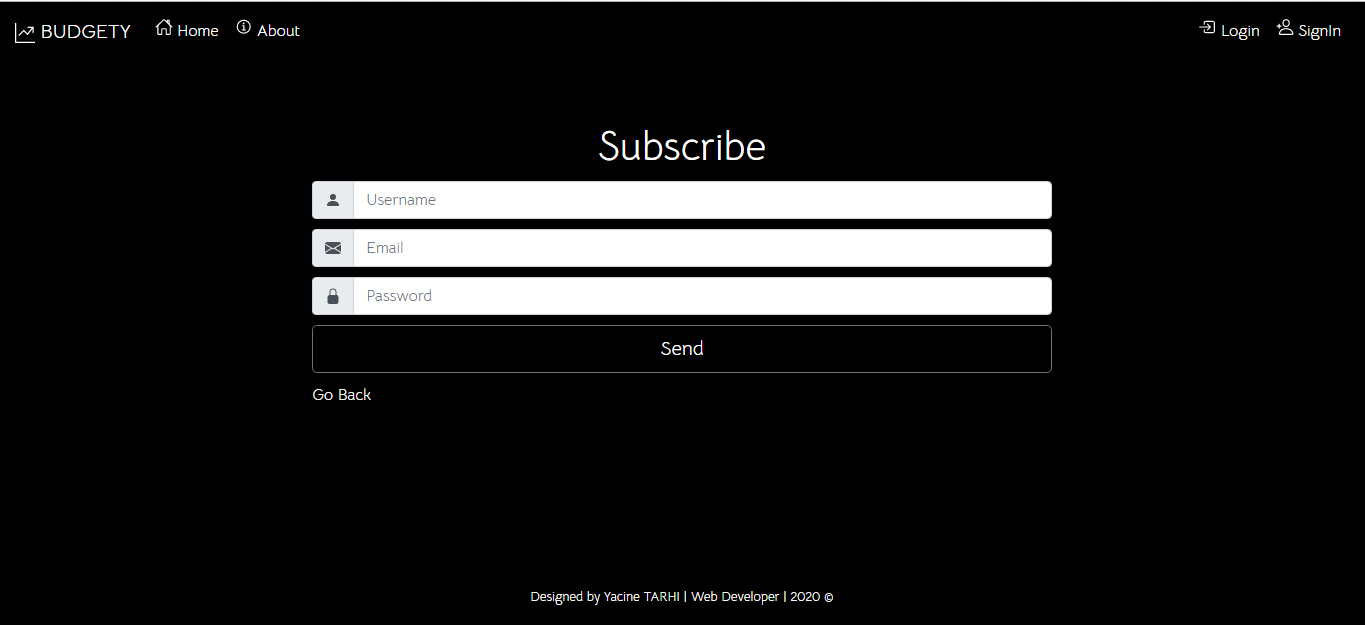 BUDGETY Home About Login SignIn
Subscribe
Username
Email
Password
Send
Go Back
Designed by Yacine TARHI | Web Developer | 2020 ©